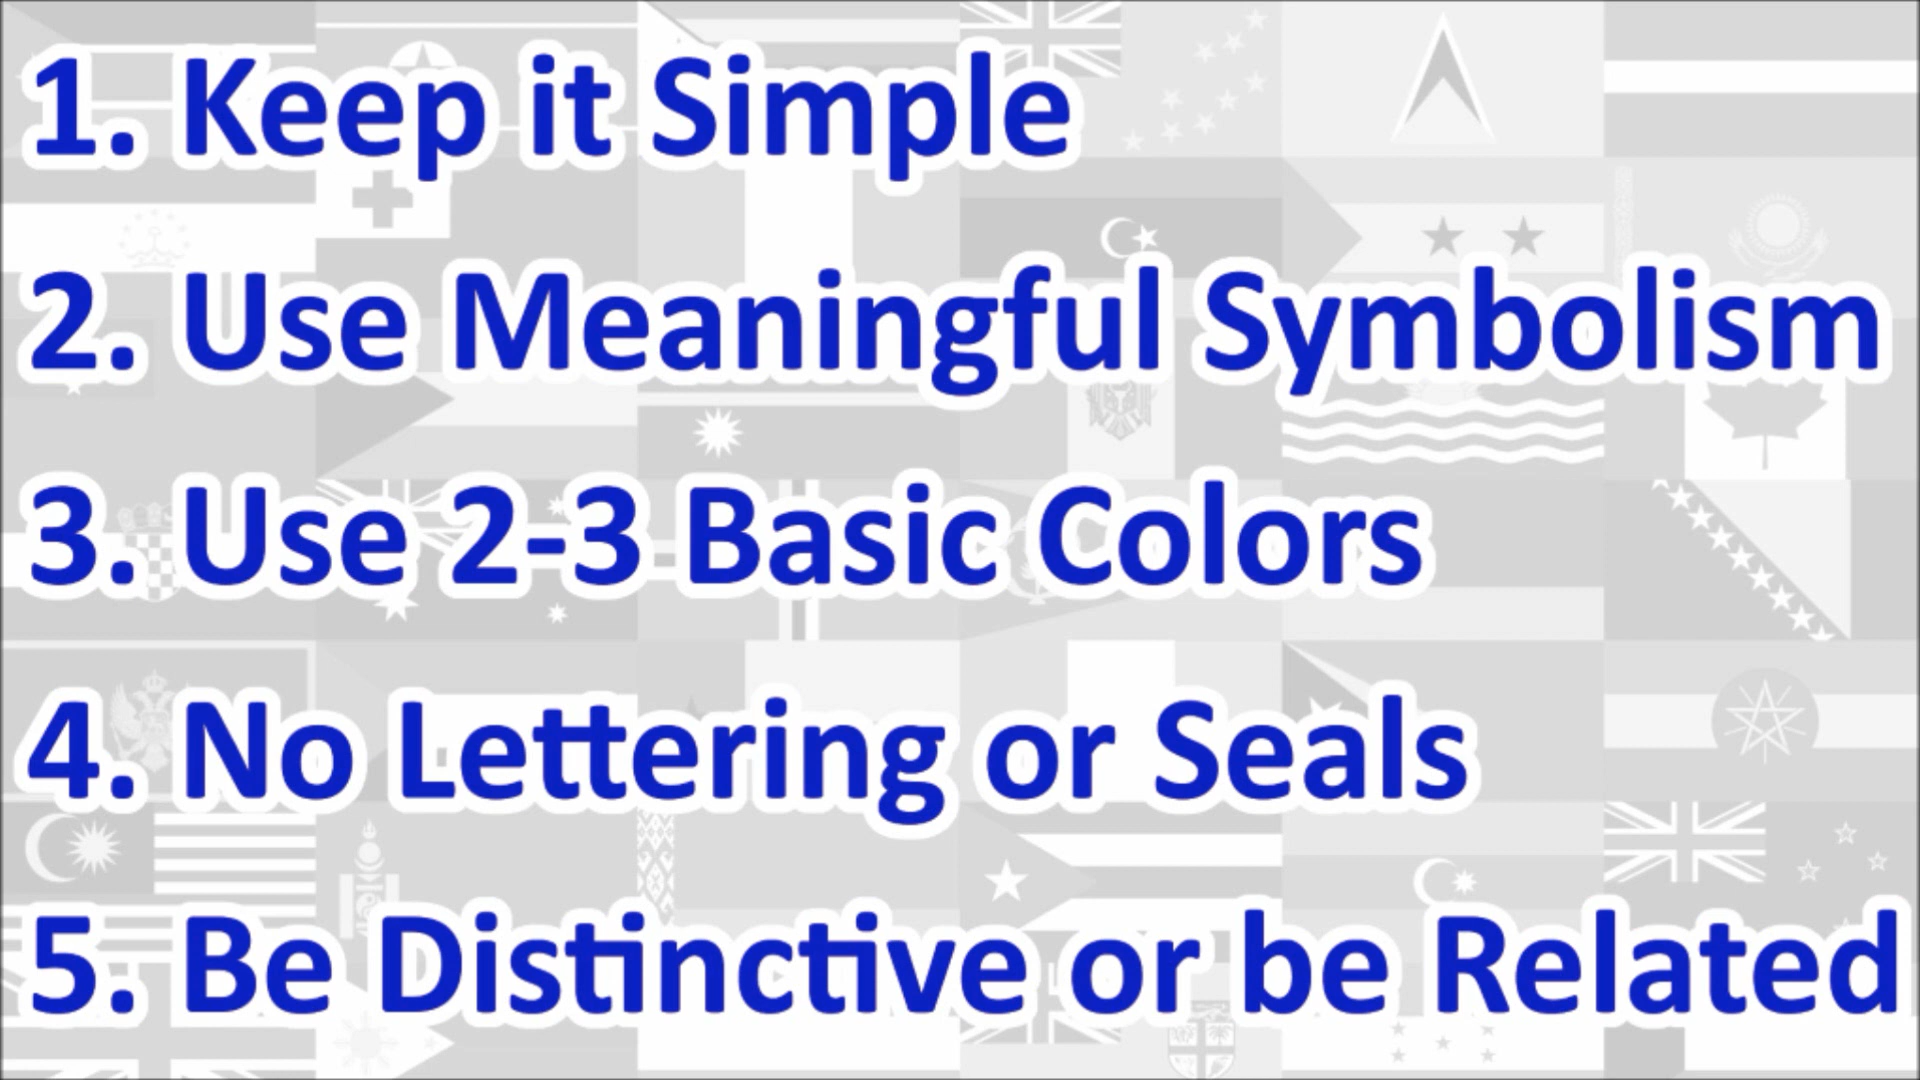 1. Keep it Simple
2. Use Meaningful Symbolism
3. Use 2-3 Basic Colors
4. No Lettering or Seals
5. Be Distinctive or be Related